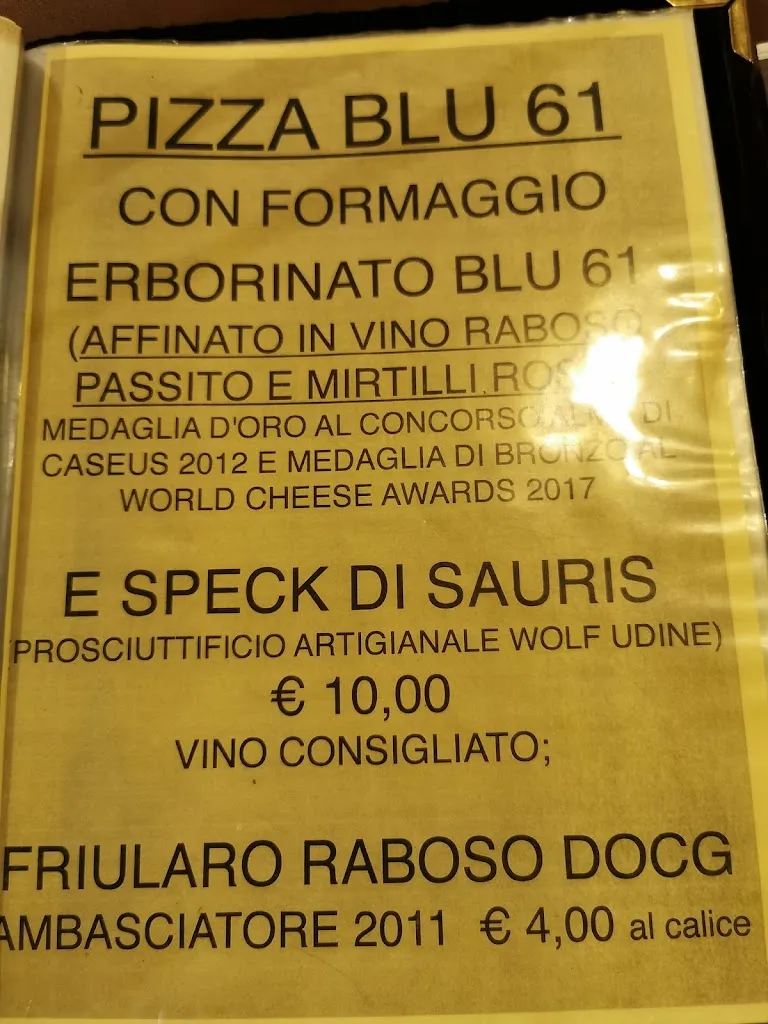 PIZZA BLU 61
CON FORMAGGIO
ERBORINATO BLU 61
(AFFINATO IN VINO RABOSO
PASSITO E MIRTILLI
MEDAGLIA D'ORO AL CONCORSO DI
CASEUS 2012 E MEDAGLIA DI BRONZO AL
WORLD CHEESE AWARDS 2017
E SPECK DI SAURIS
(PROSCIUTTIFICIO ARTIGIANALE WOLF UDINE)
€ 10,00
VINO CONSIGLIATO;
FRIULARO RABOSO DOCG
AMBASCIATORE 2011 € 4,00 al calice